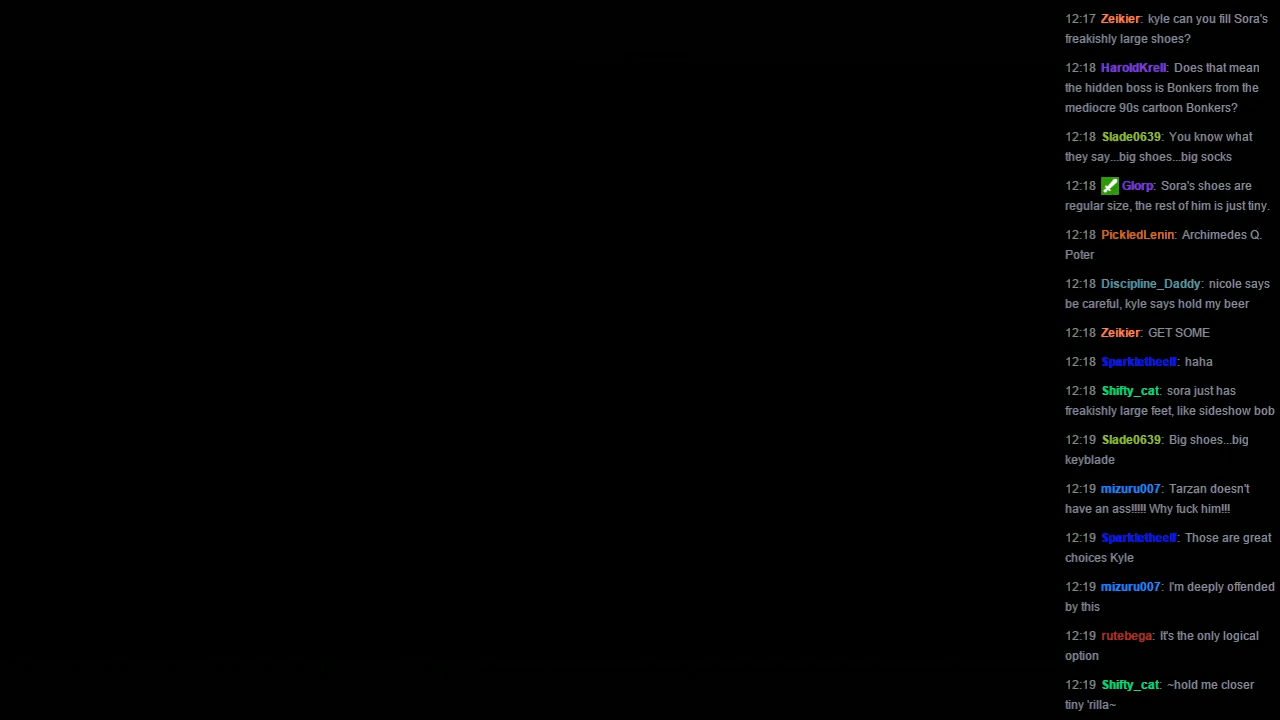 12:17 Zeikier: kyle can you fill Sora's
freakishly large shoes?
12:18 HaroldKrell: Does that mean
the hidden boss is Bonkers from the
mediocre 90s cartoon Bonkers?
12:18 Slade0639: You know what
they say...big shoes...big socks
12:18 Glorp: Sora's shoes are
regular size, the rest of him is just tiny.
12:18 PickledLenin: Archimedes Q.
Poter
12:18 Discipline_Daddy: nicole says
be careful, kyle says hold my beer
12:18 Zeikier: GET SOME
12:18 Sparkletheelf: haha
12:18 Shifty_cat: sora just has
freakishly large feet, like sideshow bob
12:19 Slade0639: Big shoes...big
keyblade
12:19 mizuru007: Tarzan doesn't
have an ass!!!!! Why fuck him!!!
12:19 Sparkletheelf: Those are great
choices Kyle
12:19 mizuru007: I'm deeply offended
by this
12:19 rutebega: It's the only logical
option
12:19 Shifty_cat: ~hold me closer
tiny 'rilla~